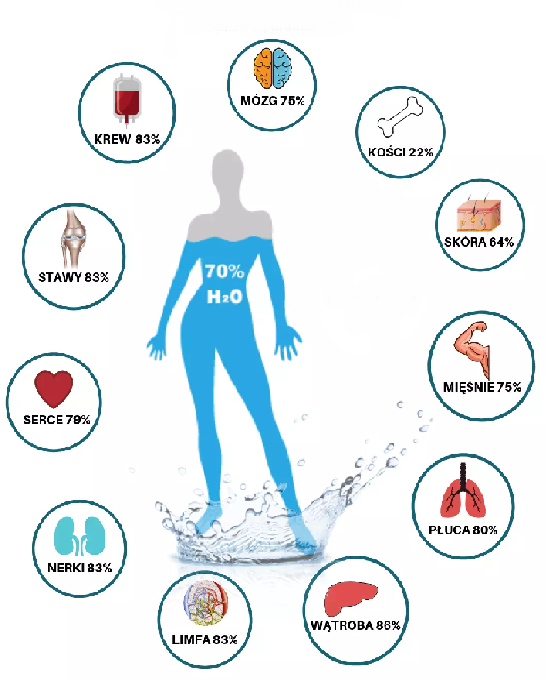 MÓZG 75%
KREW 83%
KOŚCI 22%
SKÓRA 64%
STAWY 83%
70%
H₂O
MIĘŚNIE 75%
SERCE 79%
PŁUCA 80%
NERKI 83%
WĄTROBA 86%
LIMFA 83%